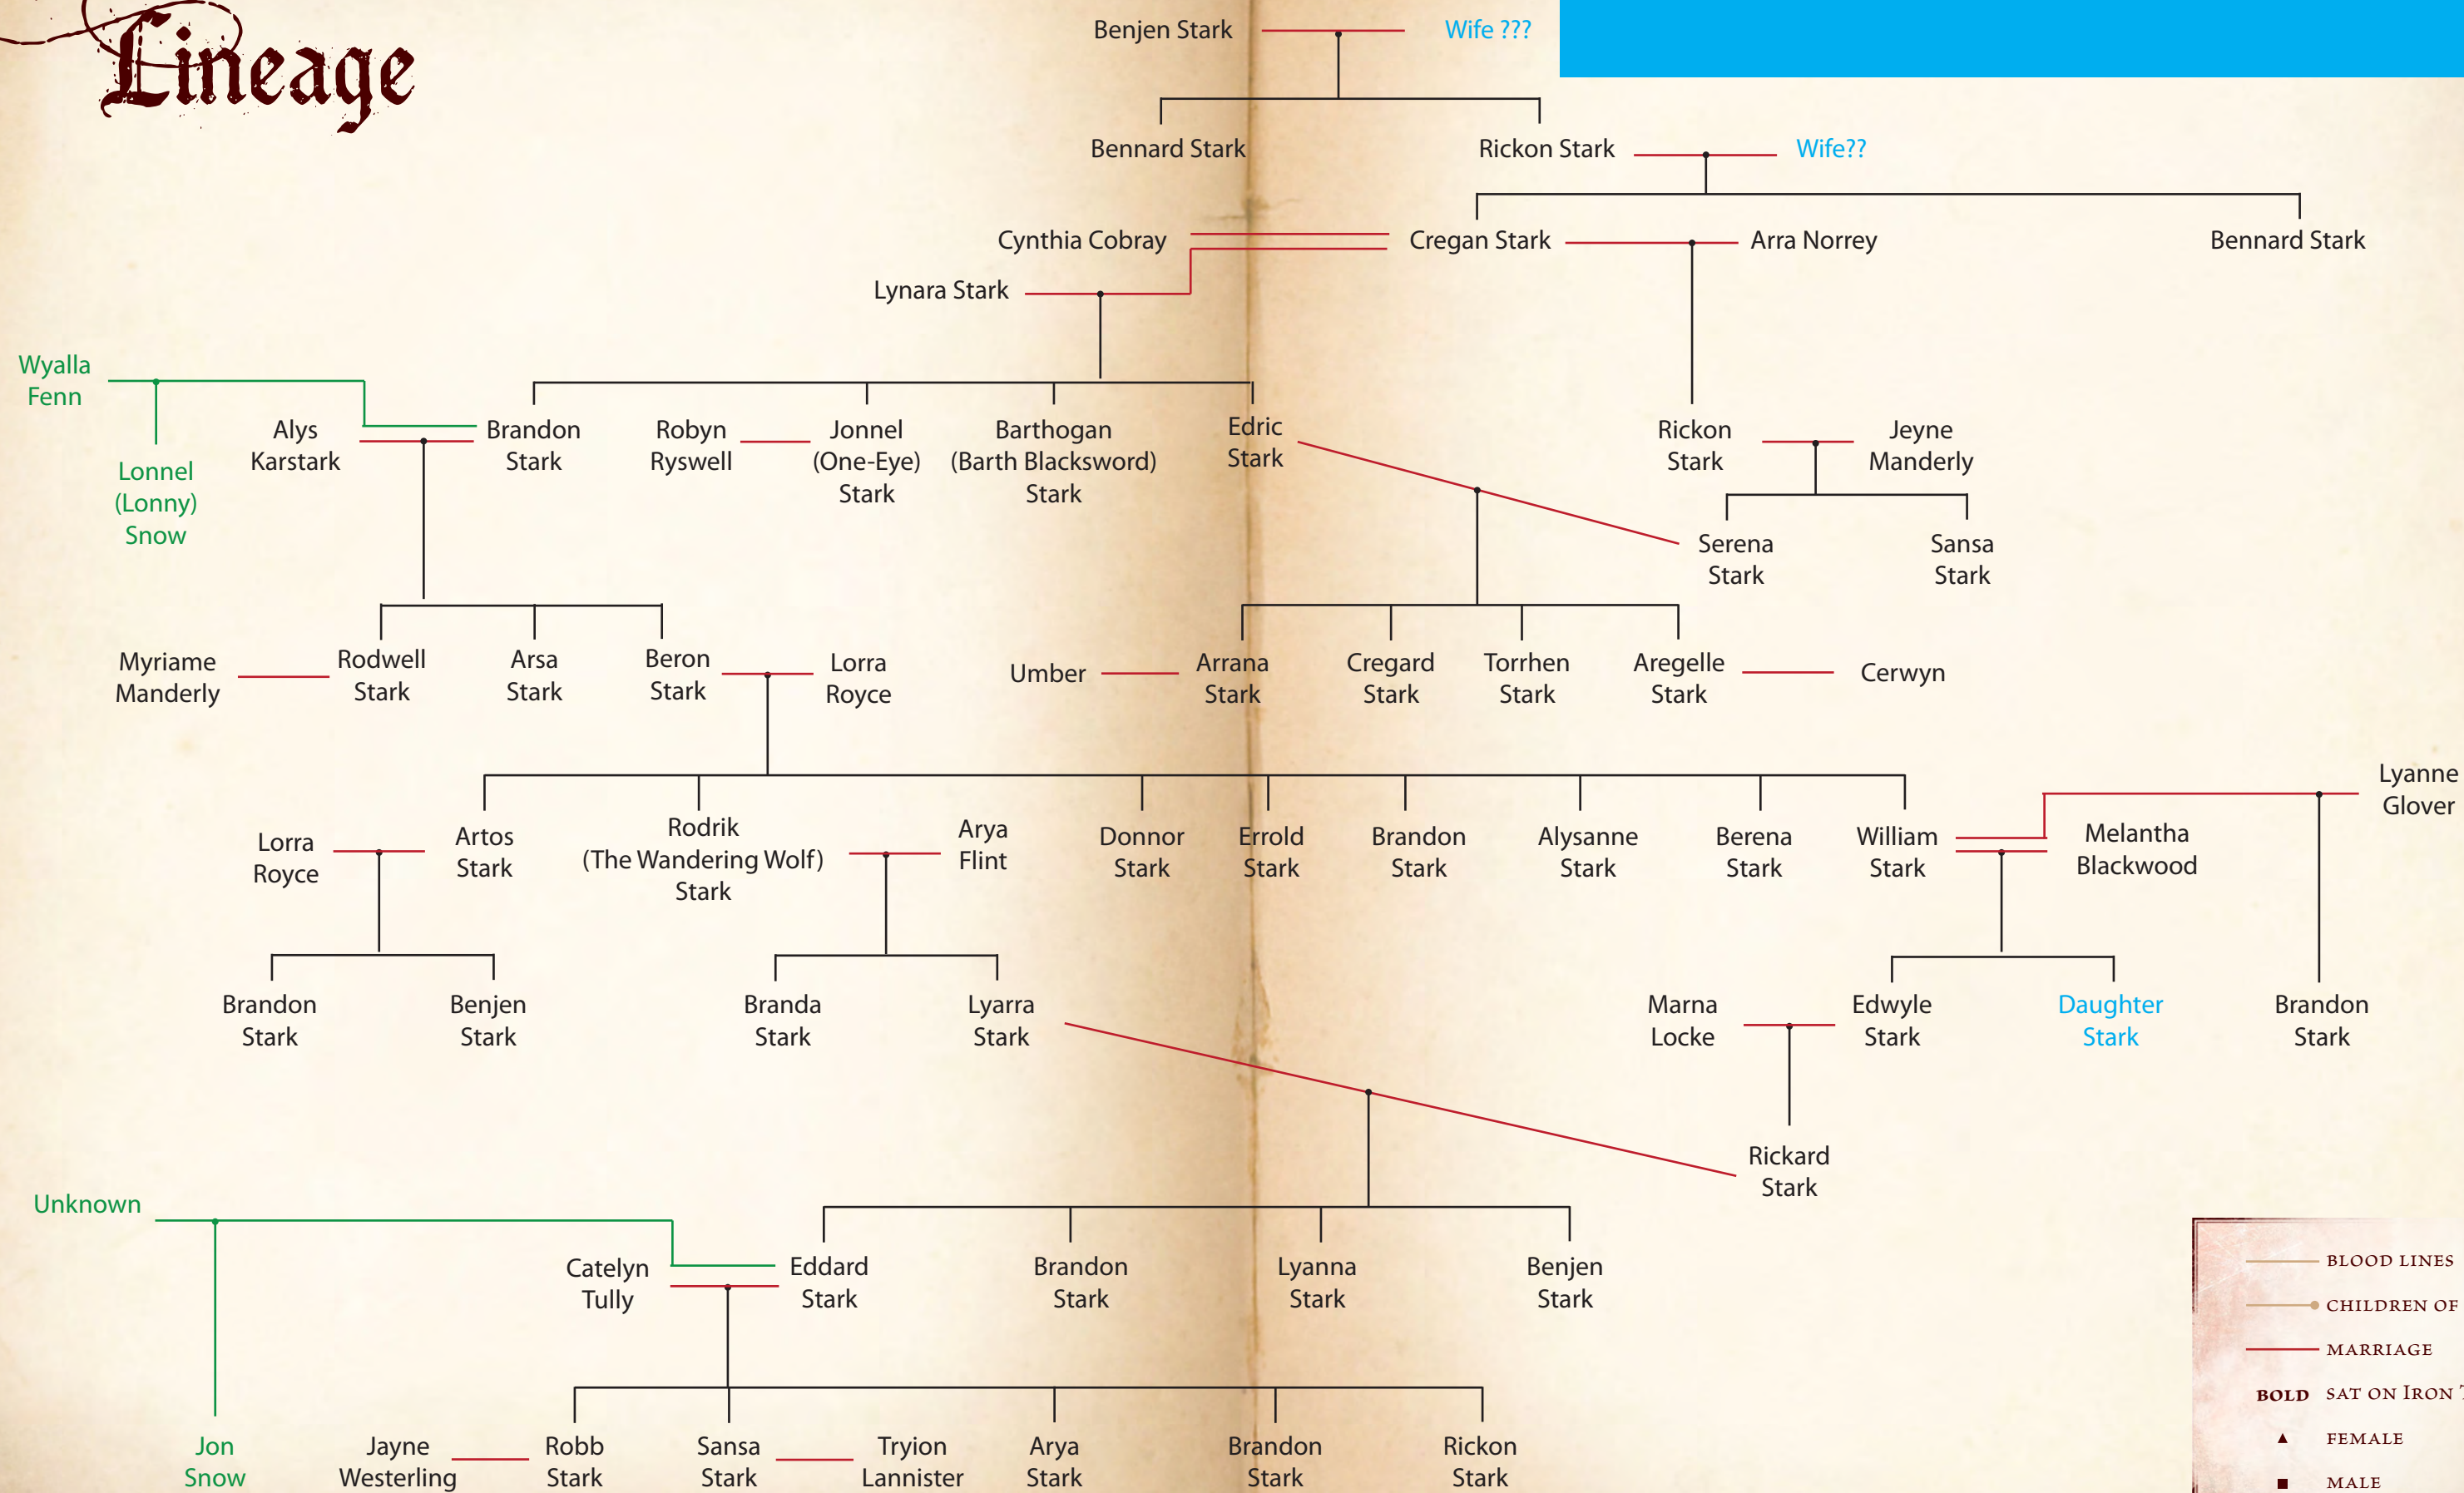 Lineage
Benjen Stark
Wife ???
Bennard Stark
Rickon Stark
Wife??
Cynthia Cobray
Cregan Stark
Arra Norrey
Bennard Stark
Lynara Stark
Wyalla
Fenn
Lonnel
(Lonny)
Snow
Alys
Karstark
Brandon
Stark
Robyn
Ryswell
Jonnel
(One-Eye)
Stark
Barthogan
(Barth Blacksword)
Stark
Edric
Stark
Rickon
Stark
Jeyne
Manderly
Serena
Stark
Sansa
Stark
Myriame
Manderly
Rodwell
Stark
Arsa
Stark
Beron
Stark
Lorra
Royce
Umber
Arrana
Stark
Cregard
Stark
Torrhen
Stark
Aregelle
Stark
Cerwyn
Lorra
Royce
Artos
Stark
Rodrik
(The Wandering Wolf)
Stark
Arya
Flint
Donnor
Stark
Errold
Stark
Brandon
Stark
Alysanne
Stark
Berena
Stark
William
Stark
Melantha
Blackwood
Lyanne
Glover
Brandon
Stark
Benjen
Stark
Branda
Stark
Lyarra
Stark
Marna
Locke
Edwyle
Stark
Daughter
Stark
Brandon
Stark
Rickard
Stark
Unknown
Catelyn
Tully
Eddard
Stark
Brandon
Stark
Lyanna
Stark
Benjen
Stark
Jon
Snow
Jayne
Westerling
Robb
Stark
Sansa
Stark
Tryion
Lannister
Arya
Stark
Brandon
Stark
Rickon
Stark
BLOOD LINES
CHILDREN OF
MARRIAGE
BOLD SAT ON IRON
FEMALE
MALE